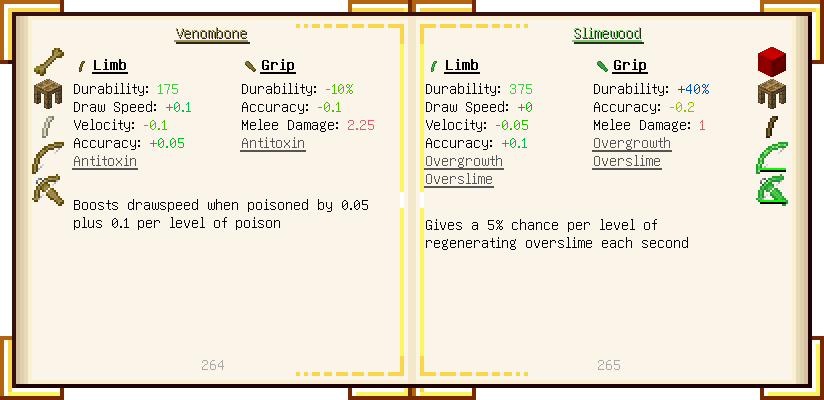 Venombone
Limb
Durability: 175
Draw Speed: +0.1
Velocity: -0.1
Accuracy: +0.05
Antitoxin
Grip
Durability: -10%
Accuracy: -0.1
Melee Damage: 2.25
Antitoxin
Boosts drawspeed when poisoned by 0.05
plus 0.1 per level of poison
264
Slimewood
Limb
Durability: 375
Draw Speed: +0
Velocity: -0.05
Accuracy: +0.1
Overgrowth
Overslime
Grip
Durability: +40%
Accuracy: -0.2
Melee Damage: 1
Overgrowth
Overslime
Gives a 5% chance per level of
regenerating overslime each second
265